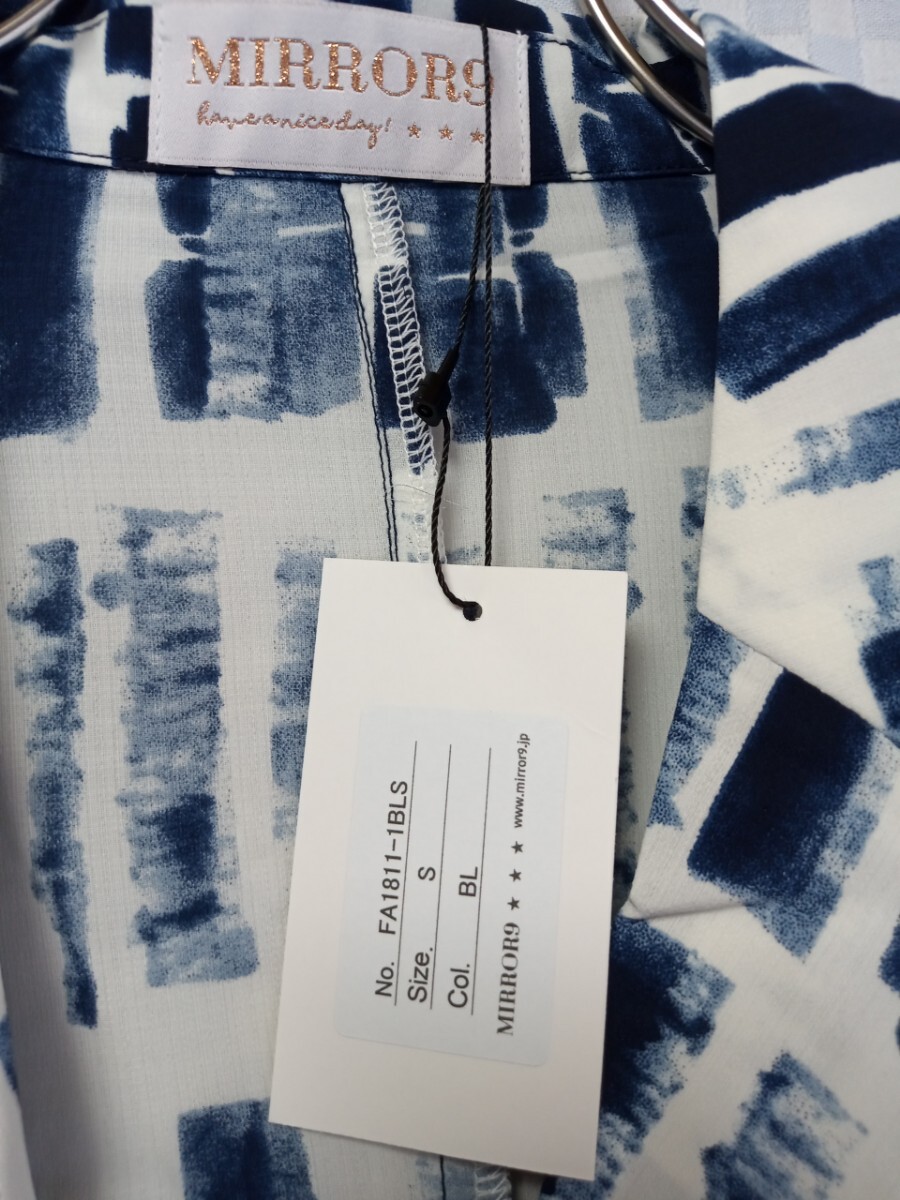 MIRROR9
have a nice day! ★ ★ ★
No. FA1811-1BLS
Size. S
Col. BL
MIRROR9 ★ ★ ★ www.mirror9.jp